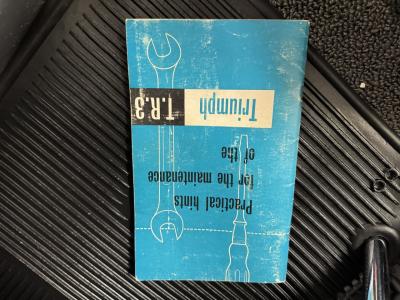 Practical hints
for the maintenance
of the
Triumph T.R.3